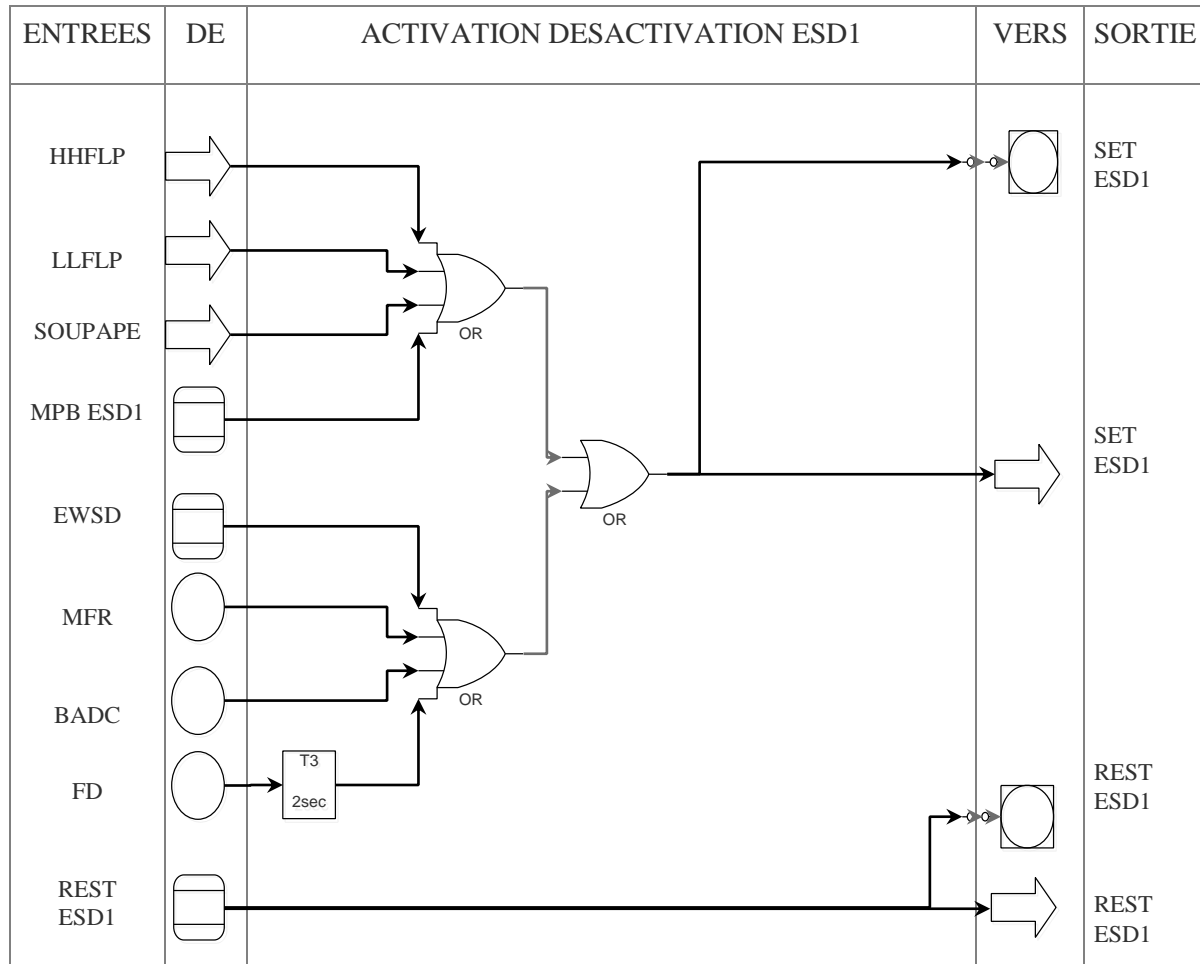 ENTREES
DE
ACTIVATION DESACTIVATION ESD1
VERS
SORTIE
HHFLP
SET
ESD1
LLFLP
SOUPAPE
OR
MPB ESD1
SET
ESD1
EWSD
OR
MFR
BADC
OR
FD
T3
2sec
REST
ESD1
REST
ESD1
REST
ESD1